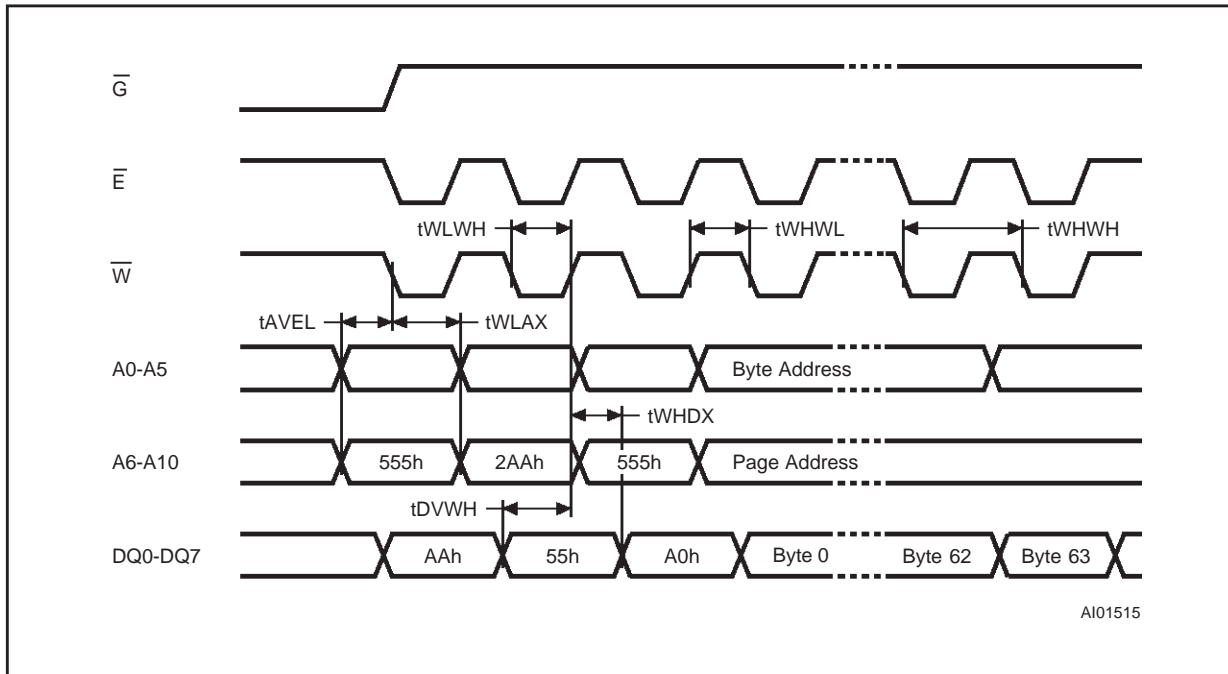 G̅
E̅
tWLWH
tWHWL
tWHWH
W̅
tAVEL
tWLAX
A0-A5
Byte Address
tWHDX
A6-A10
555h
2AAh
555h
Page Address
tDVWH
DQ0-DQ7
AAh
55h
A0h
Byte 0
Byte 62
Byte 63
AI01515